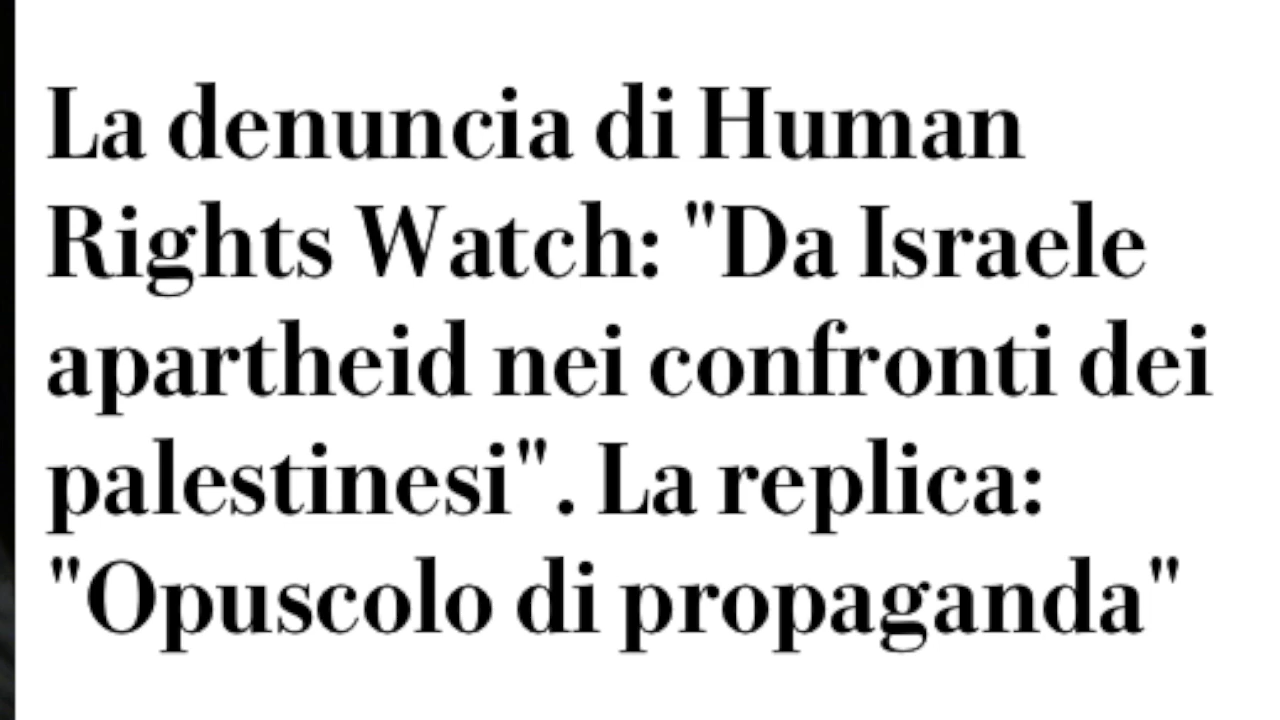 La denuncia di Human
Rights Watch: "Da Israele
apartheid nei confronti dei
palestinesi". La replica:
"Opuscolo di propaganda"